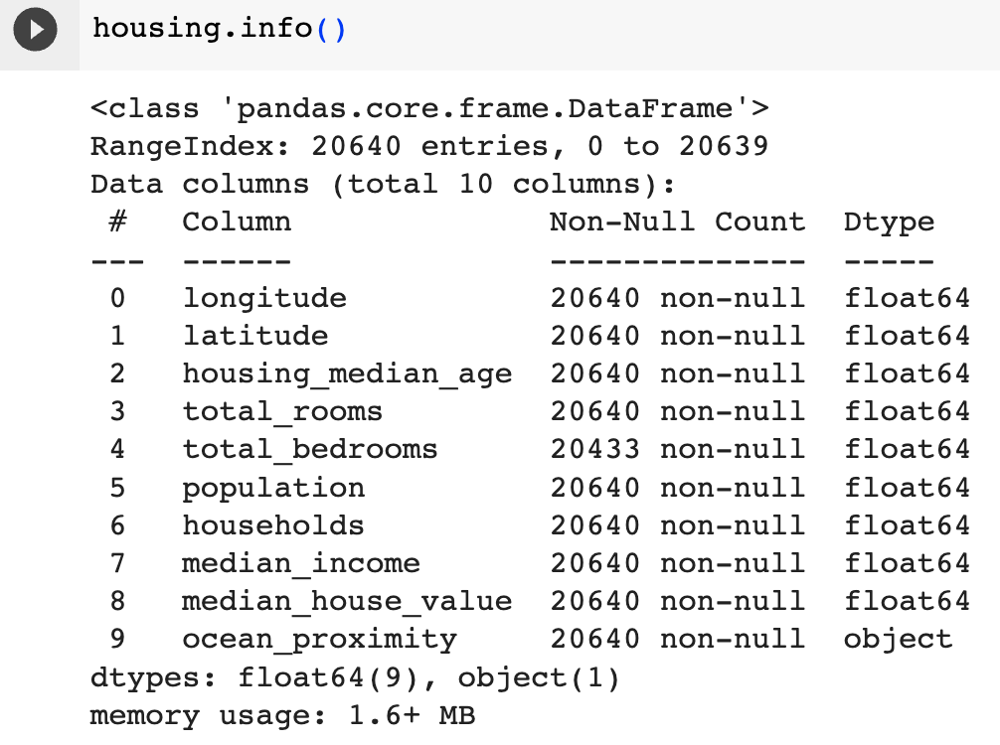 housing.info()
<class 'pandas.core.frame.DataFrame'>
RangeIndex: 20640 entries, 0 to 20639
Data columns (total 10 columns):
 #   Column              Non-Null Count  Dtype
---  ------              --------------  -----
 0   longitude           20640 non-null  float64
 1   latitude            20640 non-null  float64
 2   housing_median_age  20640 non-null  float64
 3   total_rooms         20640 non-null  float64
 4   total_bedrooms      20433 non-null  float64
 5   population          20640 non-null  float64
 6   households          20640 non-null  float64
 7   median_income       20640 non-null  float64
 8   median_house_value  20640 non-null  float64
 9   ocean_proximity     20640 non-null  object
dtypes: float64(9), object(1)
memory usage: 1.6+ MB